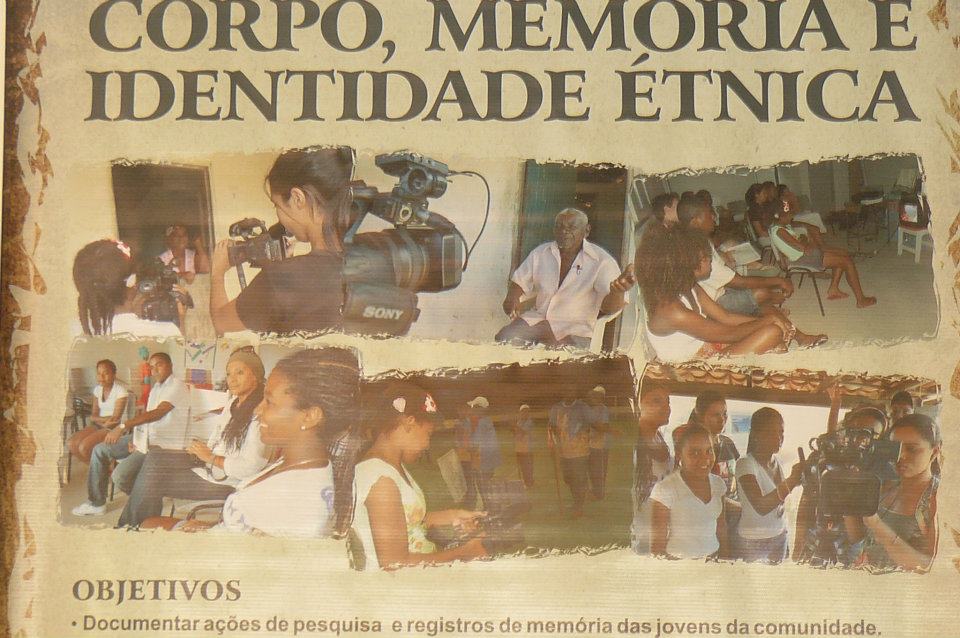 CORPO, MEMÓRIA E
IDENTIDADE ÉTNICA
SONY
OBJETIVOS
• Documentar ações de pesquisa e registros de memória das jovens da comunidade.